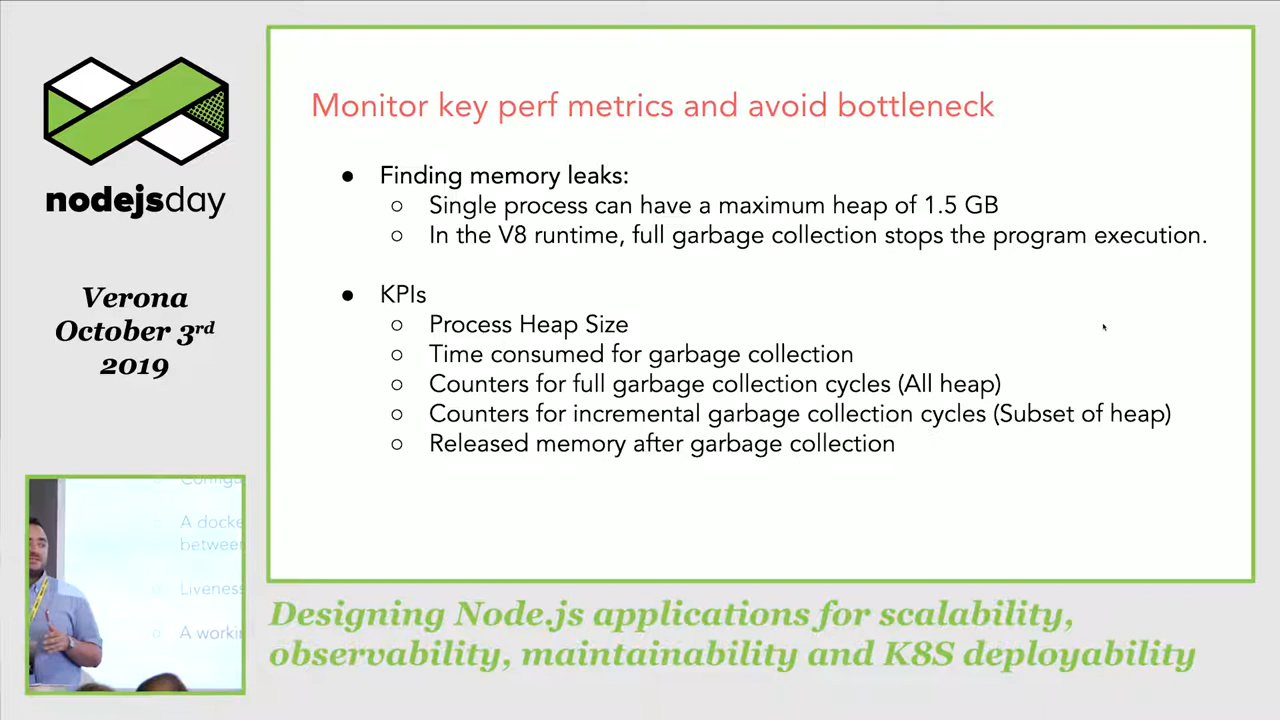 nodejsday
Verona
October 3rd
2019
Monitor key perf metrics and avoid bottleneck
● Finding memory leaks:
○ Single process can have a maximum heap of 1.5 GB
○ In the V8 runtime, full garbage collection stops the program execution.
● KPIs
○ Process Heap Size
○ Time consumed for garbage collection
○ Counters for full garbage collection cycles (All heap)
○ Counters for incremental garbage collection cycles (Subset of heap)
○ Released memory after garbage collection
A docke
between
Liveness
A workin
Designing Node.js applications for scalability,
observability, maintainability and K8S deployability